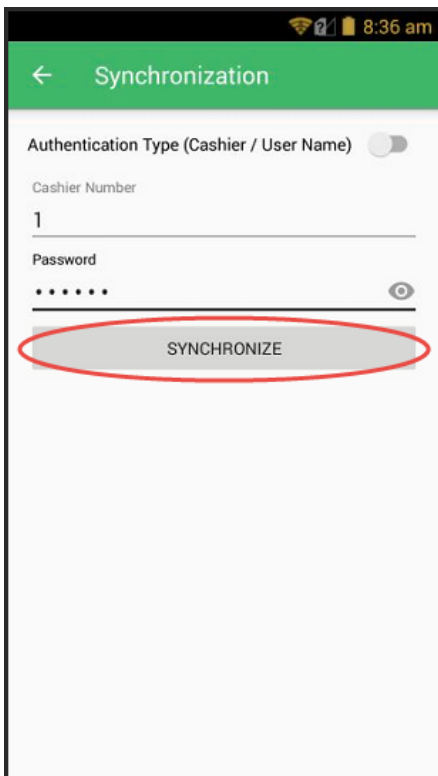 8:36 am
Synchronization
Authentication Type (Cashier / User Name)
Cashier Number
1
Password
••••••
SYNCHRONIZE